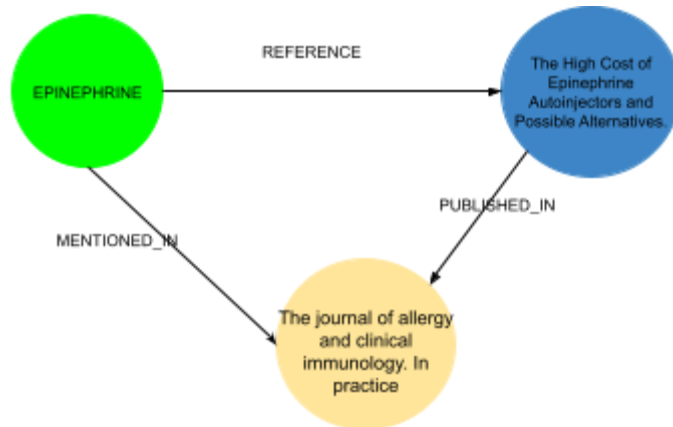 REFERENCE
EPINEPHRINE
The High Cost of
Epinephrine
Autoinjectors and
Possible Alternatives.
PUBLISHED_IN
MENTIONED_IN
The journal of allergy
and clinical
immunology. In
practice